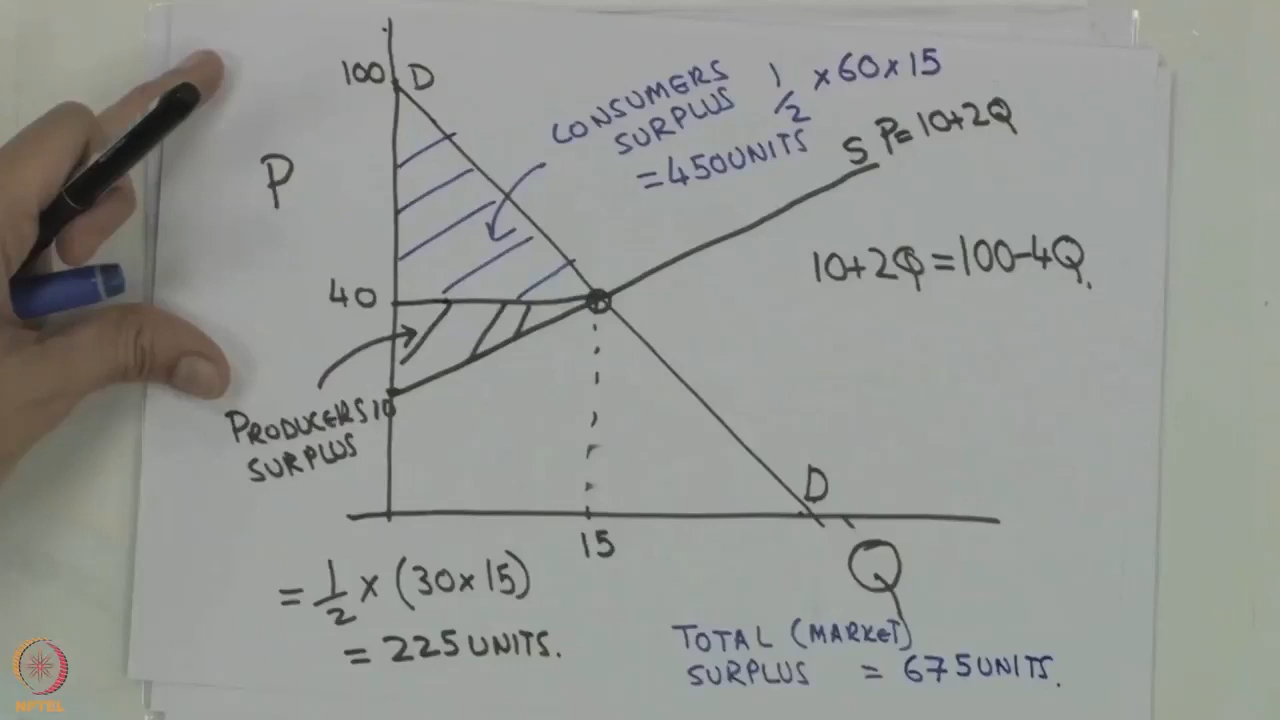 100
D
P
CONSUMERS
SURPLUS
1/2 × 60 × 15
= 450 UNITS
S P = 10+2Q
10+2Q = 100-4Q.
40
PRODUCERS
SURPLUS
10
D
15
Q
= 1/2 × (30 × 15)
= 225 UNITS.
TOTAL (MARKET)
SURPLUS = 675 UNITS.
NPTEL